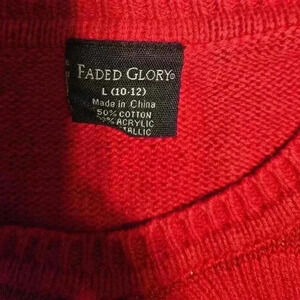 FADED GLORY®
L (10-12)
Made in China
50% COTTON
% ACRYLIC